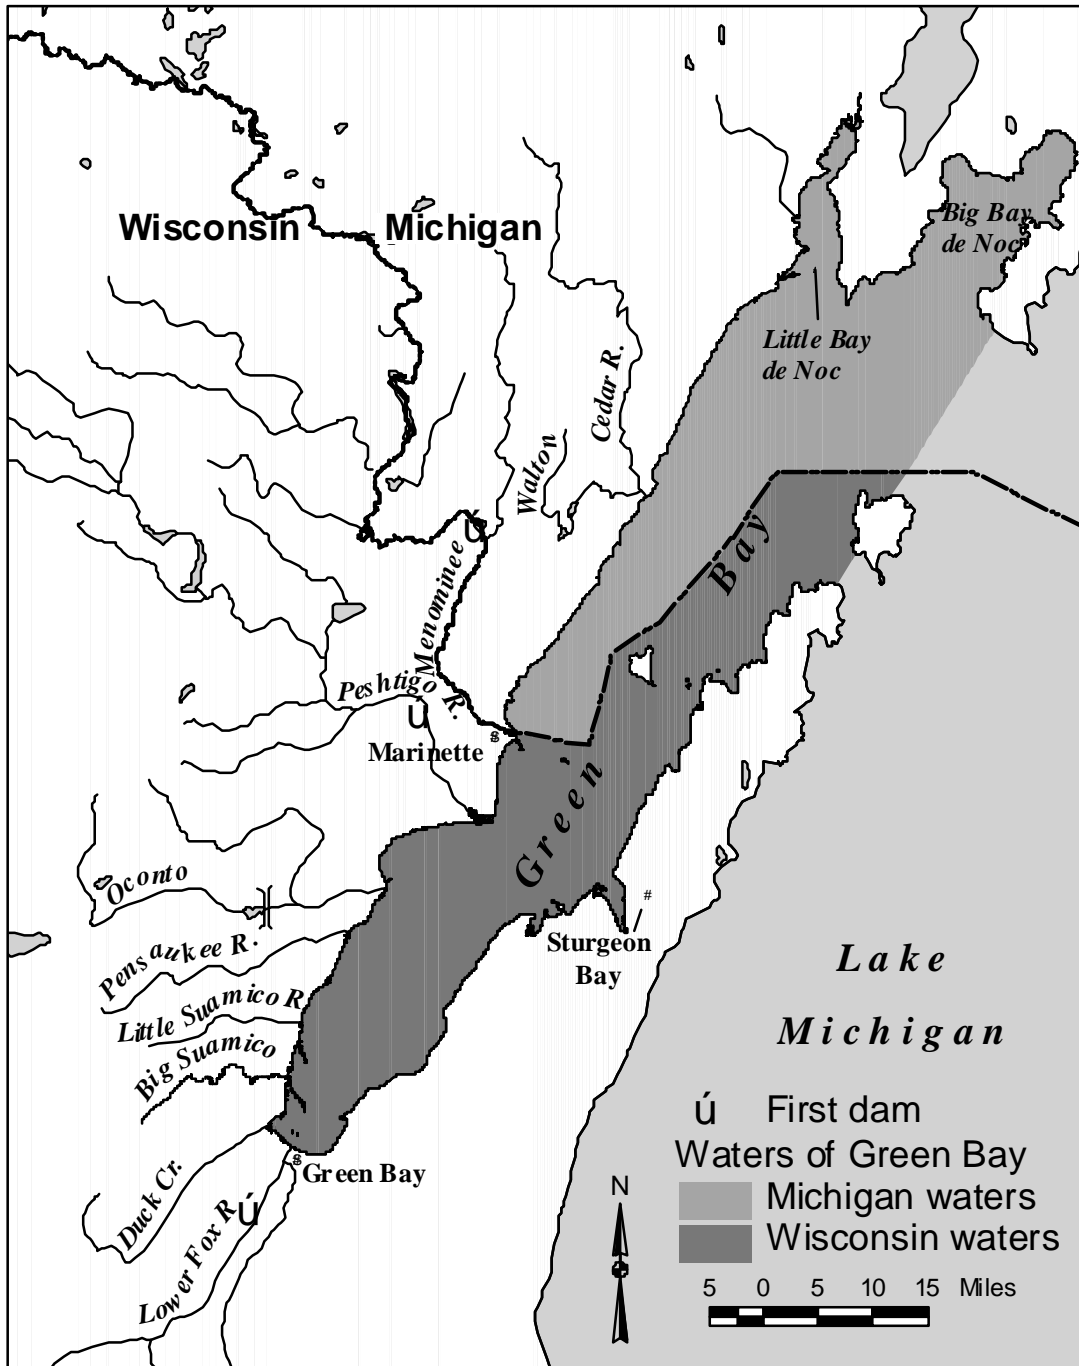 Wisconsin
Michigan
Big Bay
de Noc
Little Bay
de Noc
Cedar R.
Walton
ú
Menominee R.
Bay
Peshtigo
ú
Marinette
g
Green
Oconto
#
Sturgeon
Bay
Pensaukee R.
Little Suamico R
Big Suamico
Lake
Michigan
Duck Cr.
g
Green Bay
Lower Fox R.
ú
ú First dam
Waters of Green Bay
Michigan waters
Wisconsin waters
N
5 0 5 10 15 Miles